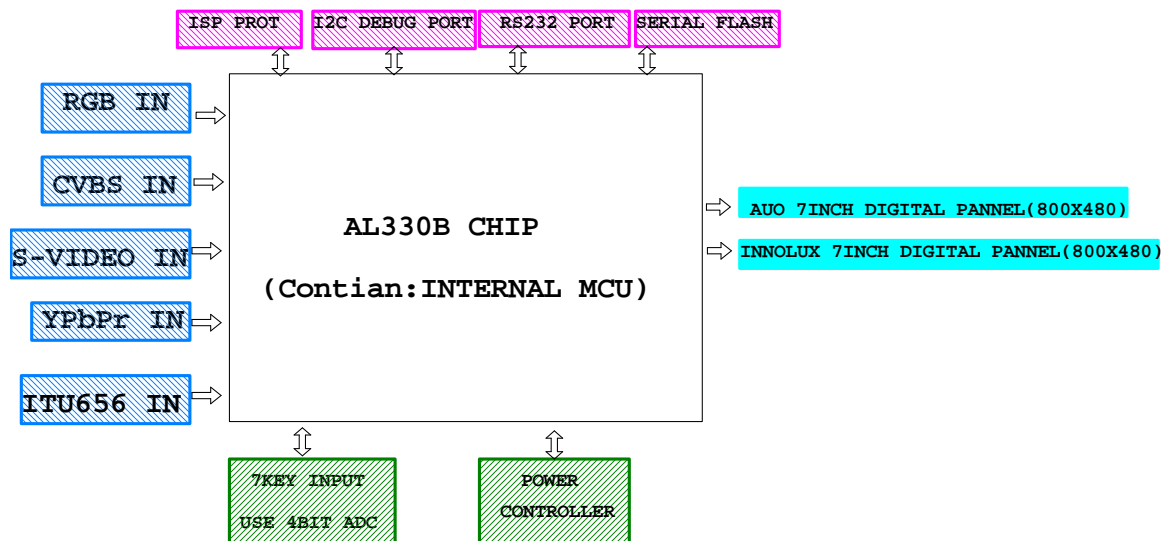 ISP PROT
I2C DEBUG PORT
RS232 PORT
SERIAL FLASH
RGB IN
CVBS IN
S-VIDEO IN
YPbPr IN
ITU656 IN
AL330B CHIP
(Contian:INTERNAL MCU)
AUO 7INCH DIGITAL PANNEL(800X480)
INNOLUX 7INCH DIGITAL PANNEL(800X480)
7KEY INPUT
USE 4BIT ADC
POWER
CONTROLLER